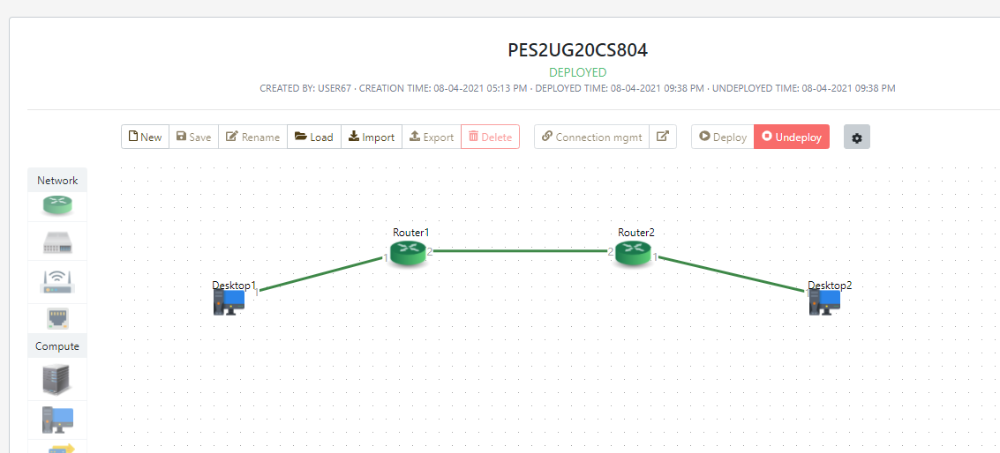 PES2UG20CS804
DEPLOYED
CREATED BY: USER67 · CREATION TIME: 08-04-2021 05:13 PM · DEPLOYED TIME: 08-04-2021 09:38 PM · UNDEPLOYED TIME: 08-04-2021 09:38 PM
New Save Rename Load Import Export Delete Connection mgmt Deploy Undeploy
Network
Router1 Router2
1 2 2 1
Desktop1 1 1 Desktop2
Compute